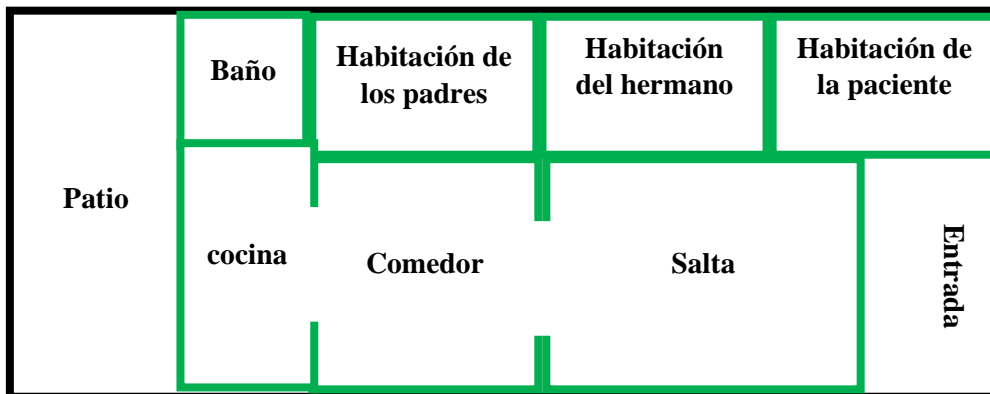 Baño
Habitación de
los padres
Habitación
del hermano
Habitación de
la paciente
Patio
cocina
Comedor
Salta
Entrada